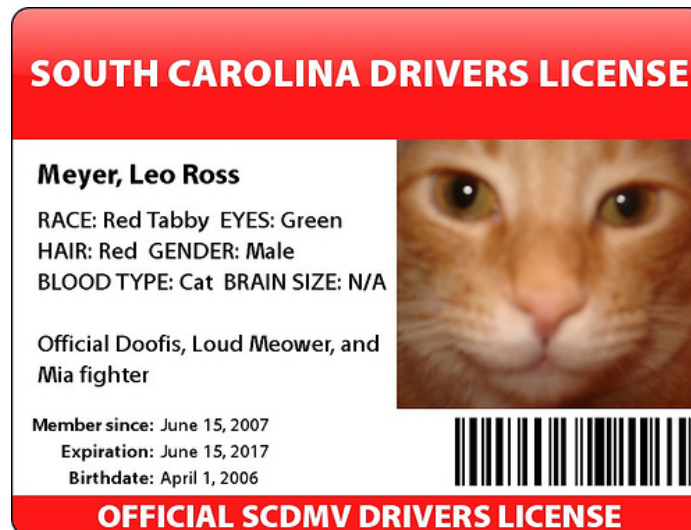 SOUTH CAROLINA DRIVERS LICENSE
Meyer, Leo Ross
RACE: Red Tabby EYES: Green
HAIR: Red GENDER: Male
BLOOD TYPE: Cat BRAIN SIZE: N/A
Official Doofis, Loud Meower, and
Mia fighter
Member since: June 15, 2007
Expiration: June 15, 2017
Birthdate: April 1, 2006
OFFICIAL SCDMV DRIVERS LICENSE